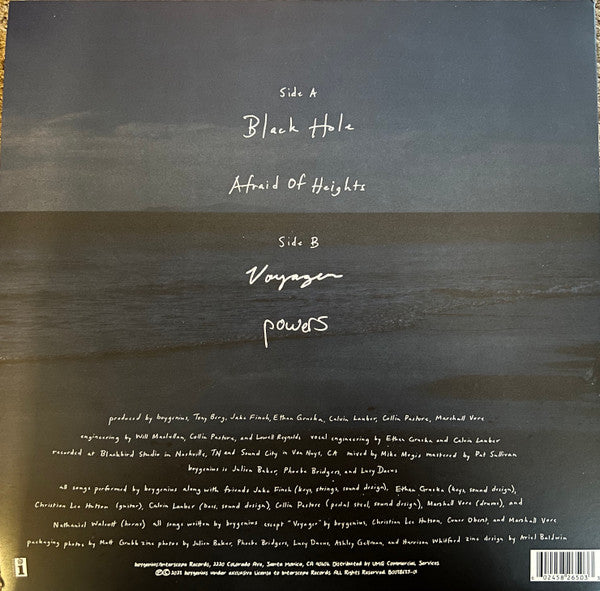 Side A
Black Hole
Afraid Of Heights
Side B
Voyager
powers
produced by boygenius, Tony Berg, Jake Finch, Ethan Gruska, Calvin Lauber, Collin Pastore, Marshall Vore
engineering by Will Maclellan, Collin Pastore, and Lowell Reynolds vocal engineering by Ethan Gruska and Calvin Lauber
recorded at Blackbird Studio in Nashville, TN and Sound City in Van Nuys, CA mixed by Mike Mogis mastered by Pat Sullivan
boygenius is Julien Baker, Phoebe Bridgers, and Lucy Dacus
all songs performed by boygenius along with friends Jake Finch (keys, strings, sound design), Ethan Gruska (keys, sound design),
Christian Lee Hutson (guitar), Calvin Lauber (bass, sound design), Collin Pastore (pedal steel, sound design), Marshall Vore (drums), and
Nathaniel Walcott (horns) all songs written by boygenius except "Voyager" by boygenius, Christian Lee Hutson, Conor Oberst, and Marshall Vore
packaging photos by Matt Grubb zine photos by Julien Baker, Phoebe Bridgers, Lucy Dacus, Ashley Gellman, and Harrison Whitford zine design by Ariel Baldwin
boygenius/Interscope Records, 2220 Colorado Ave, Santa Monica, CA 90404 Distributed by UMG Commercial Services
℗© 2023 boygenius under exclusive License to Interscope Records All Rights Reserved
i
6 02458 26503